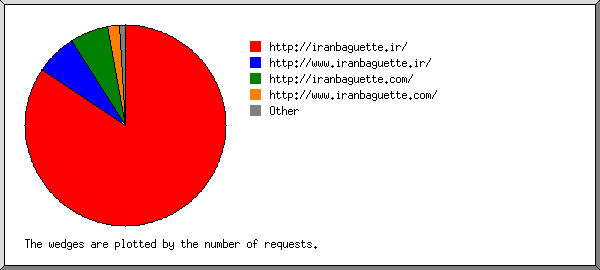 http://iranbaguette.ir/
http://www.iranbaguette.ir/
http://iranbaguette.com/
http://www.iranbaguette.com/
Other
The wedges are plotted by the number of requests.